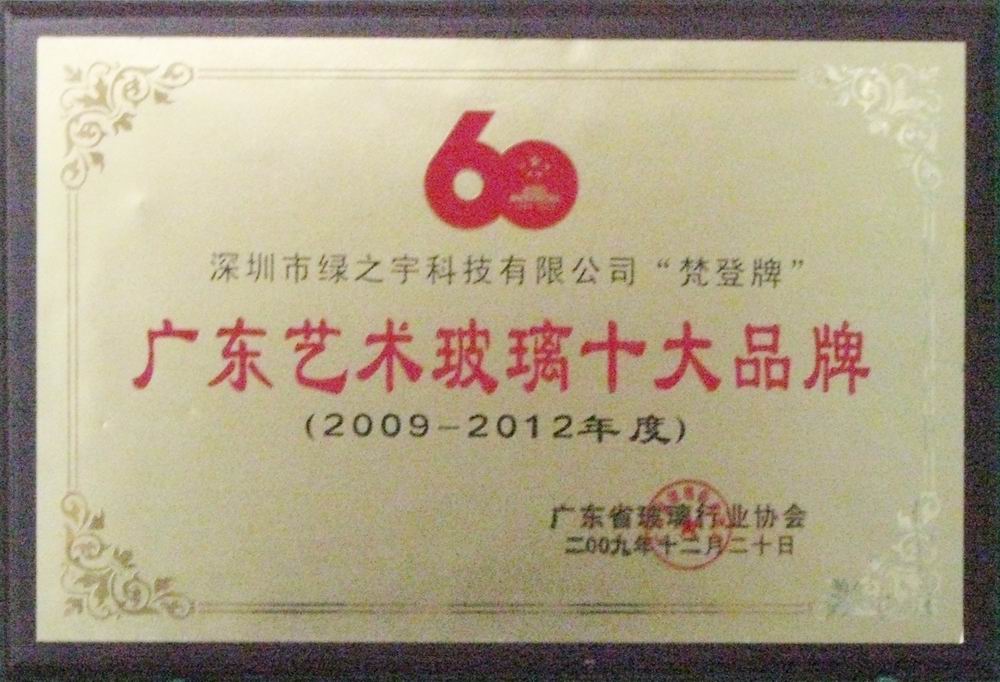 60
深圳市绿之宇科技有限公司“梵登牌”
广东艺术玻璃十大品牌
(2009-2012年度)
广东省玻璃行业协会
二00九年十二月二十日